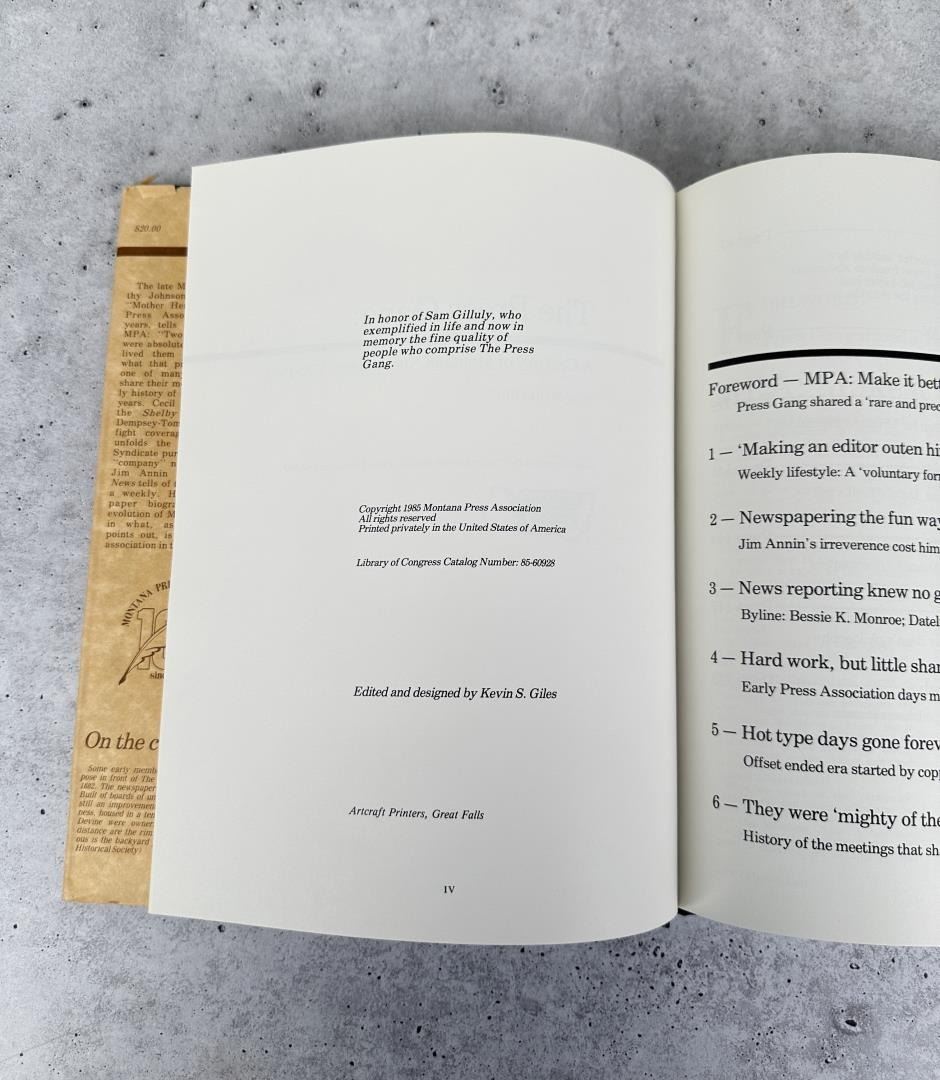 $20.00
The late M
thy Johnson
"Mother He
Press Asso
years, tells
MPA: "Two
were absolute
lived them
what that p
one of man
share their m
ly history of
years. Cecil
the Shelby
Dempsey-Tom
fight covera
unfolds the
Syndicate pur
"company" n
Jim Annin
News tells of
a weekly. H
paper biogra
evolution of M
in what, as
points out, is
association in t
MONTANA PRE
sinc
On the c
Some early memb
pose in front of The
1882. The newspaper
Built of boards of un
still an improvemen
ness, housed in a ten
Devine were owner
distance are the rim
ous is the backyard
Historical Society)
In honor of Sam Gilluly, who
exemplified in life and now in
memory the fine quality of
people who comprise The Press
Gang.
Copyright 1985 Montana Press Association
All rights reserved
Printed privately in the United States of America
Library of Congress Catalog Number: 85-60928
Edited and designed by Kevin S. Giles
Artcraft Printers, Great Falls
IV
Foreword — MPA: Make it bett
Press Gang shared a 'rare and prec
1 — 'Making an editor outen hi
Weekly lifestyle: A 'voluntary for
2 — Newspapering the fun way
Jim Annin's irreverence cost him
3 — News reporting knew no g
Byline: Bessie K. Monroe; Datel
4 — Hard work, but little shar
Early Press Association days m
5 — Hot type days gone forev
Offset ended era started by cop
6 — They were 'mighty of the
History of the meetings that sh